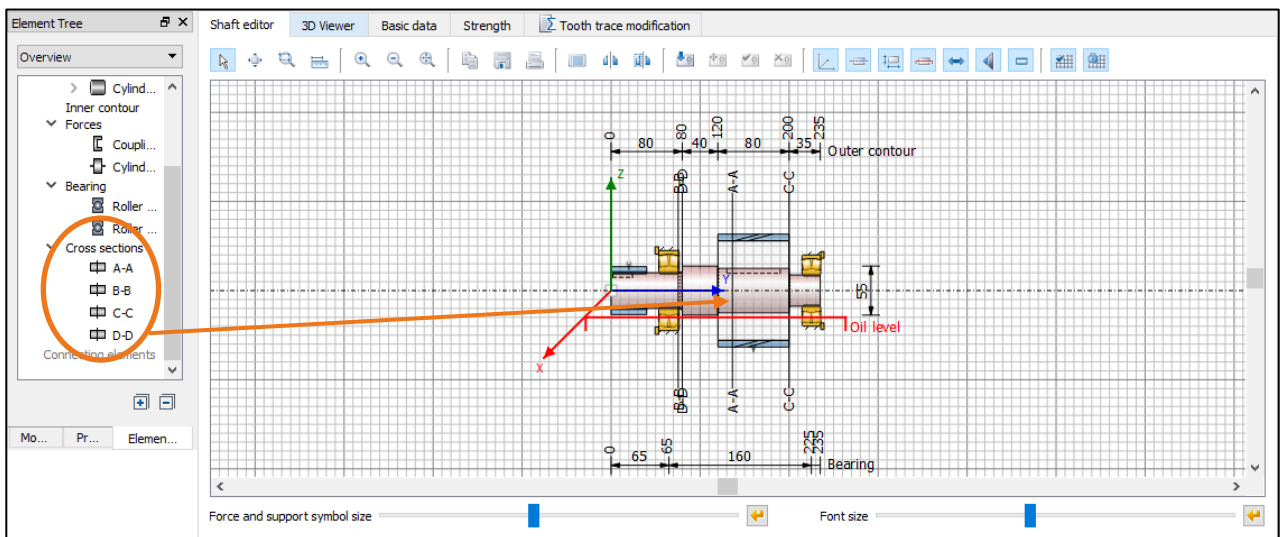 Element Tree
Shaft editor 3D Viewer Basic data Strength Tooth trace modification
Overview
Cylind...
Inner contour
Forces
Coupli...
Cylind...
Bearing
Roller ...
Roller ...
Cross sections
A-A
B-B
C-C
D-D
Connecting elements
Mo... Pr... Elemen...
0 80 120 200 235
80 40 80 35 Outer contour
Z
B-B D-D A-A C-C
Y
55
Oil level
X
B-B D-D A-A C-C
0 65 225 235
65 160 Bearing
Force and support symbol size Font size